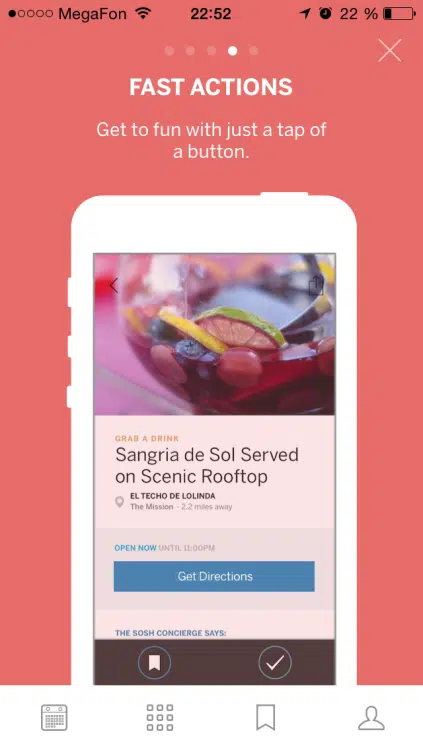 MegaFon 22:52 22 %
FAST ACTIONS
Get to fun with just a tap of
a button.
GRAB A DRINK
Sangria de Sol Served
on Scenic Rooftop
EL TECHO DE LOLINDA
The Mission · 2.2 miles away
OPEN NOW UNTIL 11:00PM
Get Directions
THE SOSH CONCIERGE SAYS: